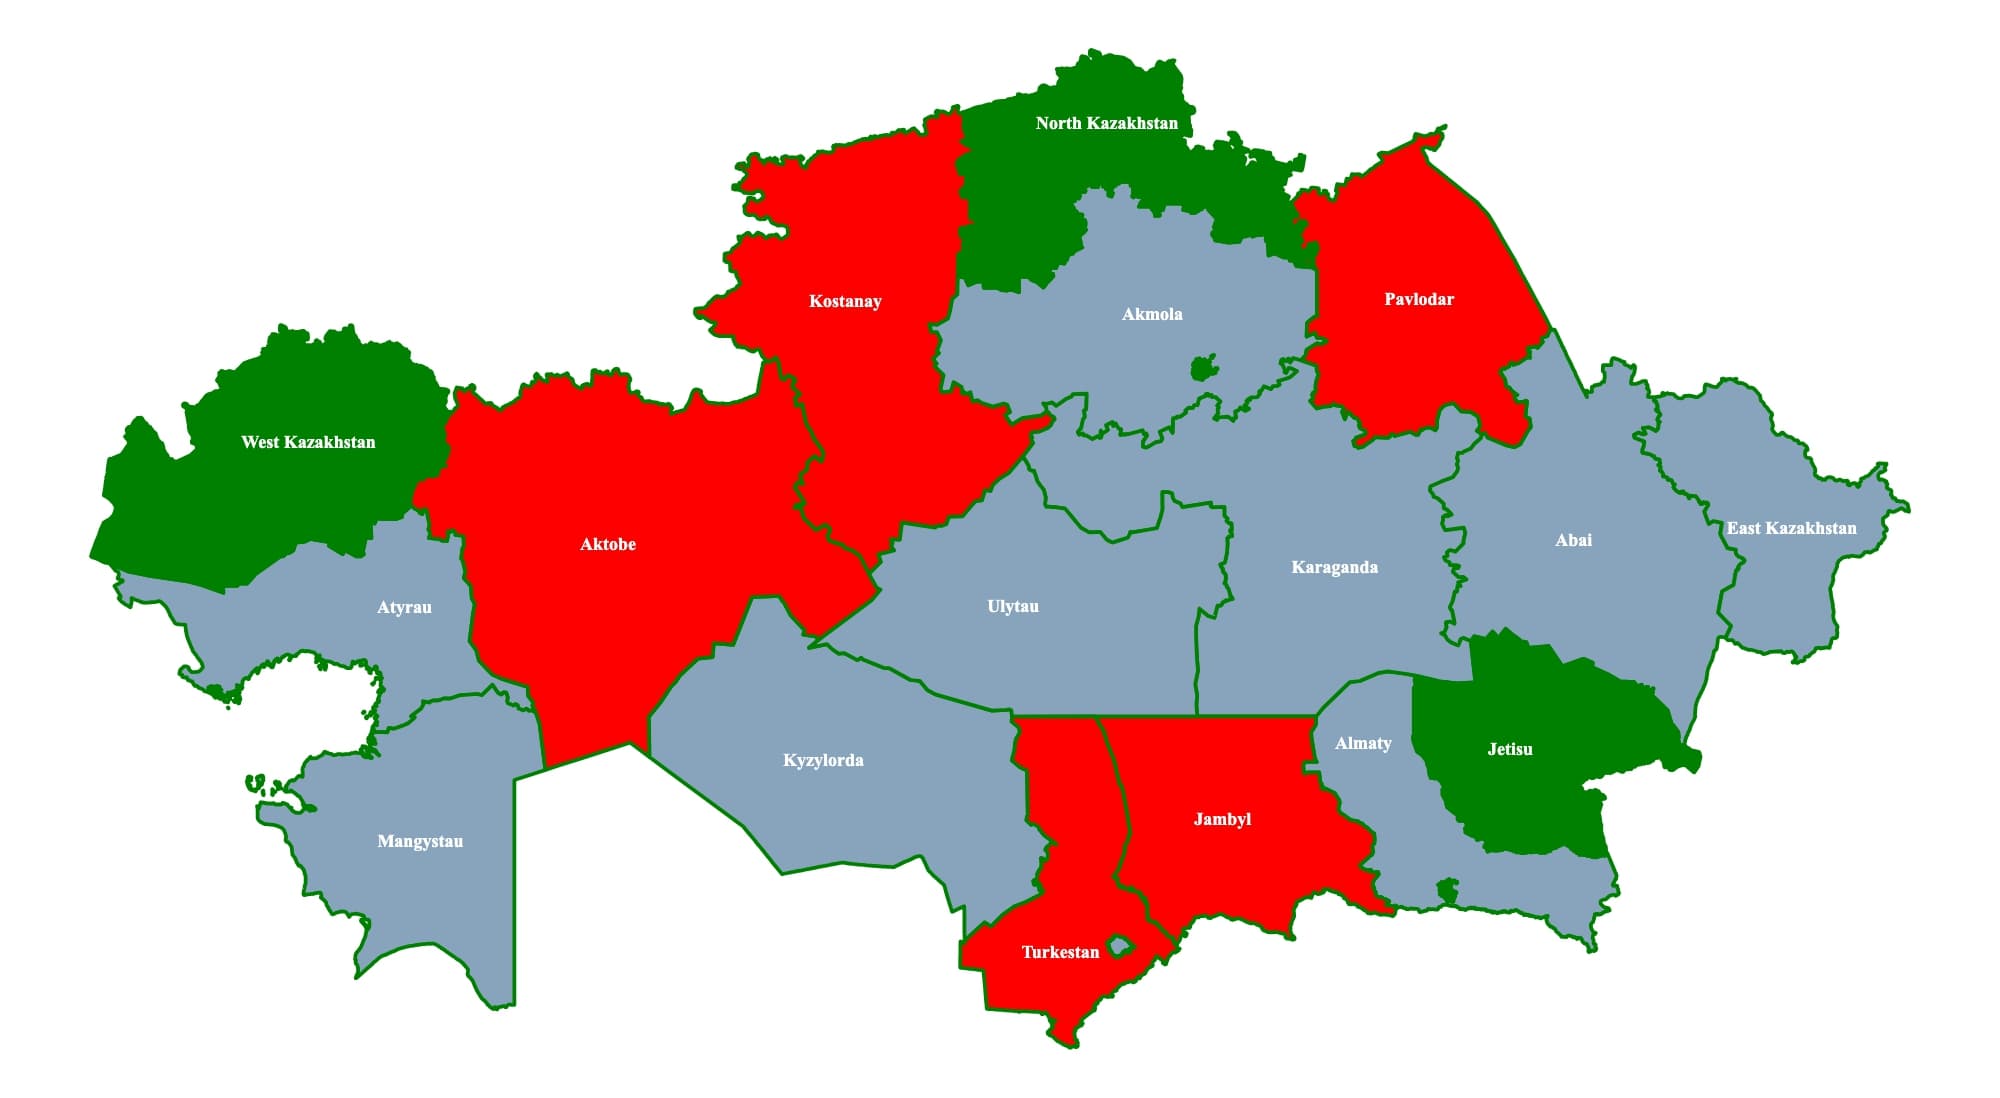 North Kazakhstan
Kostanay
Pavlodar
Akmola
West Kazakhstan
East Kazakhstan
Abai
Aktobe
Karaganda
Ulytau
Atyrau
Almaty
Jetisu
Kyzylorda
Jambyl
Mangystau
Turkestan